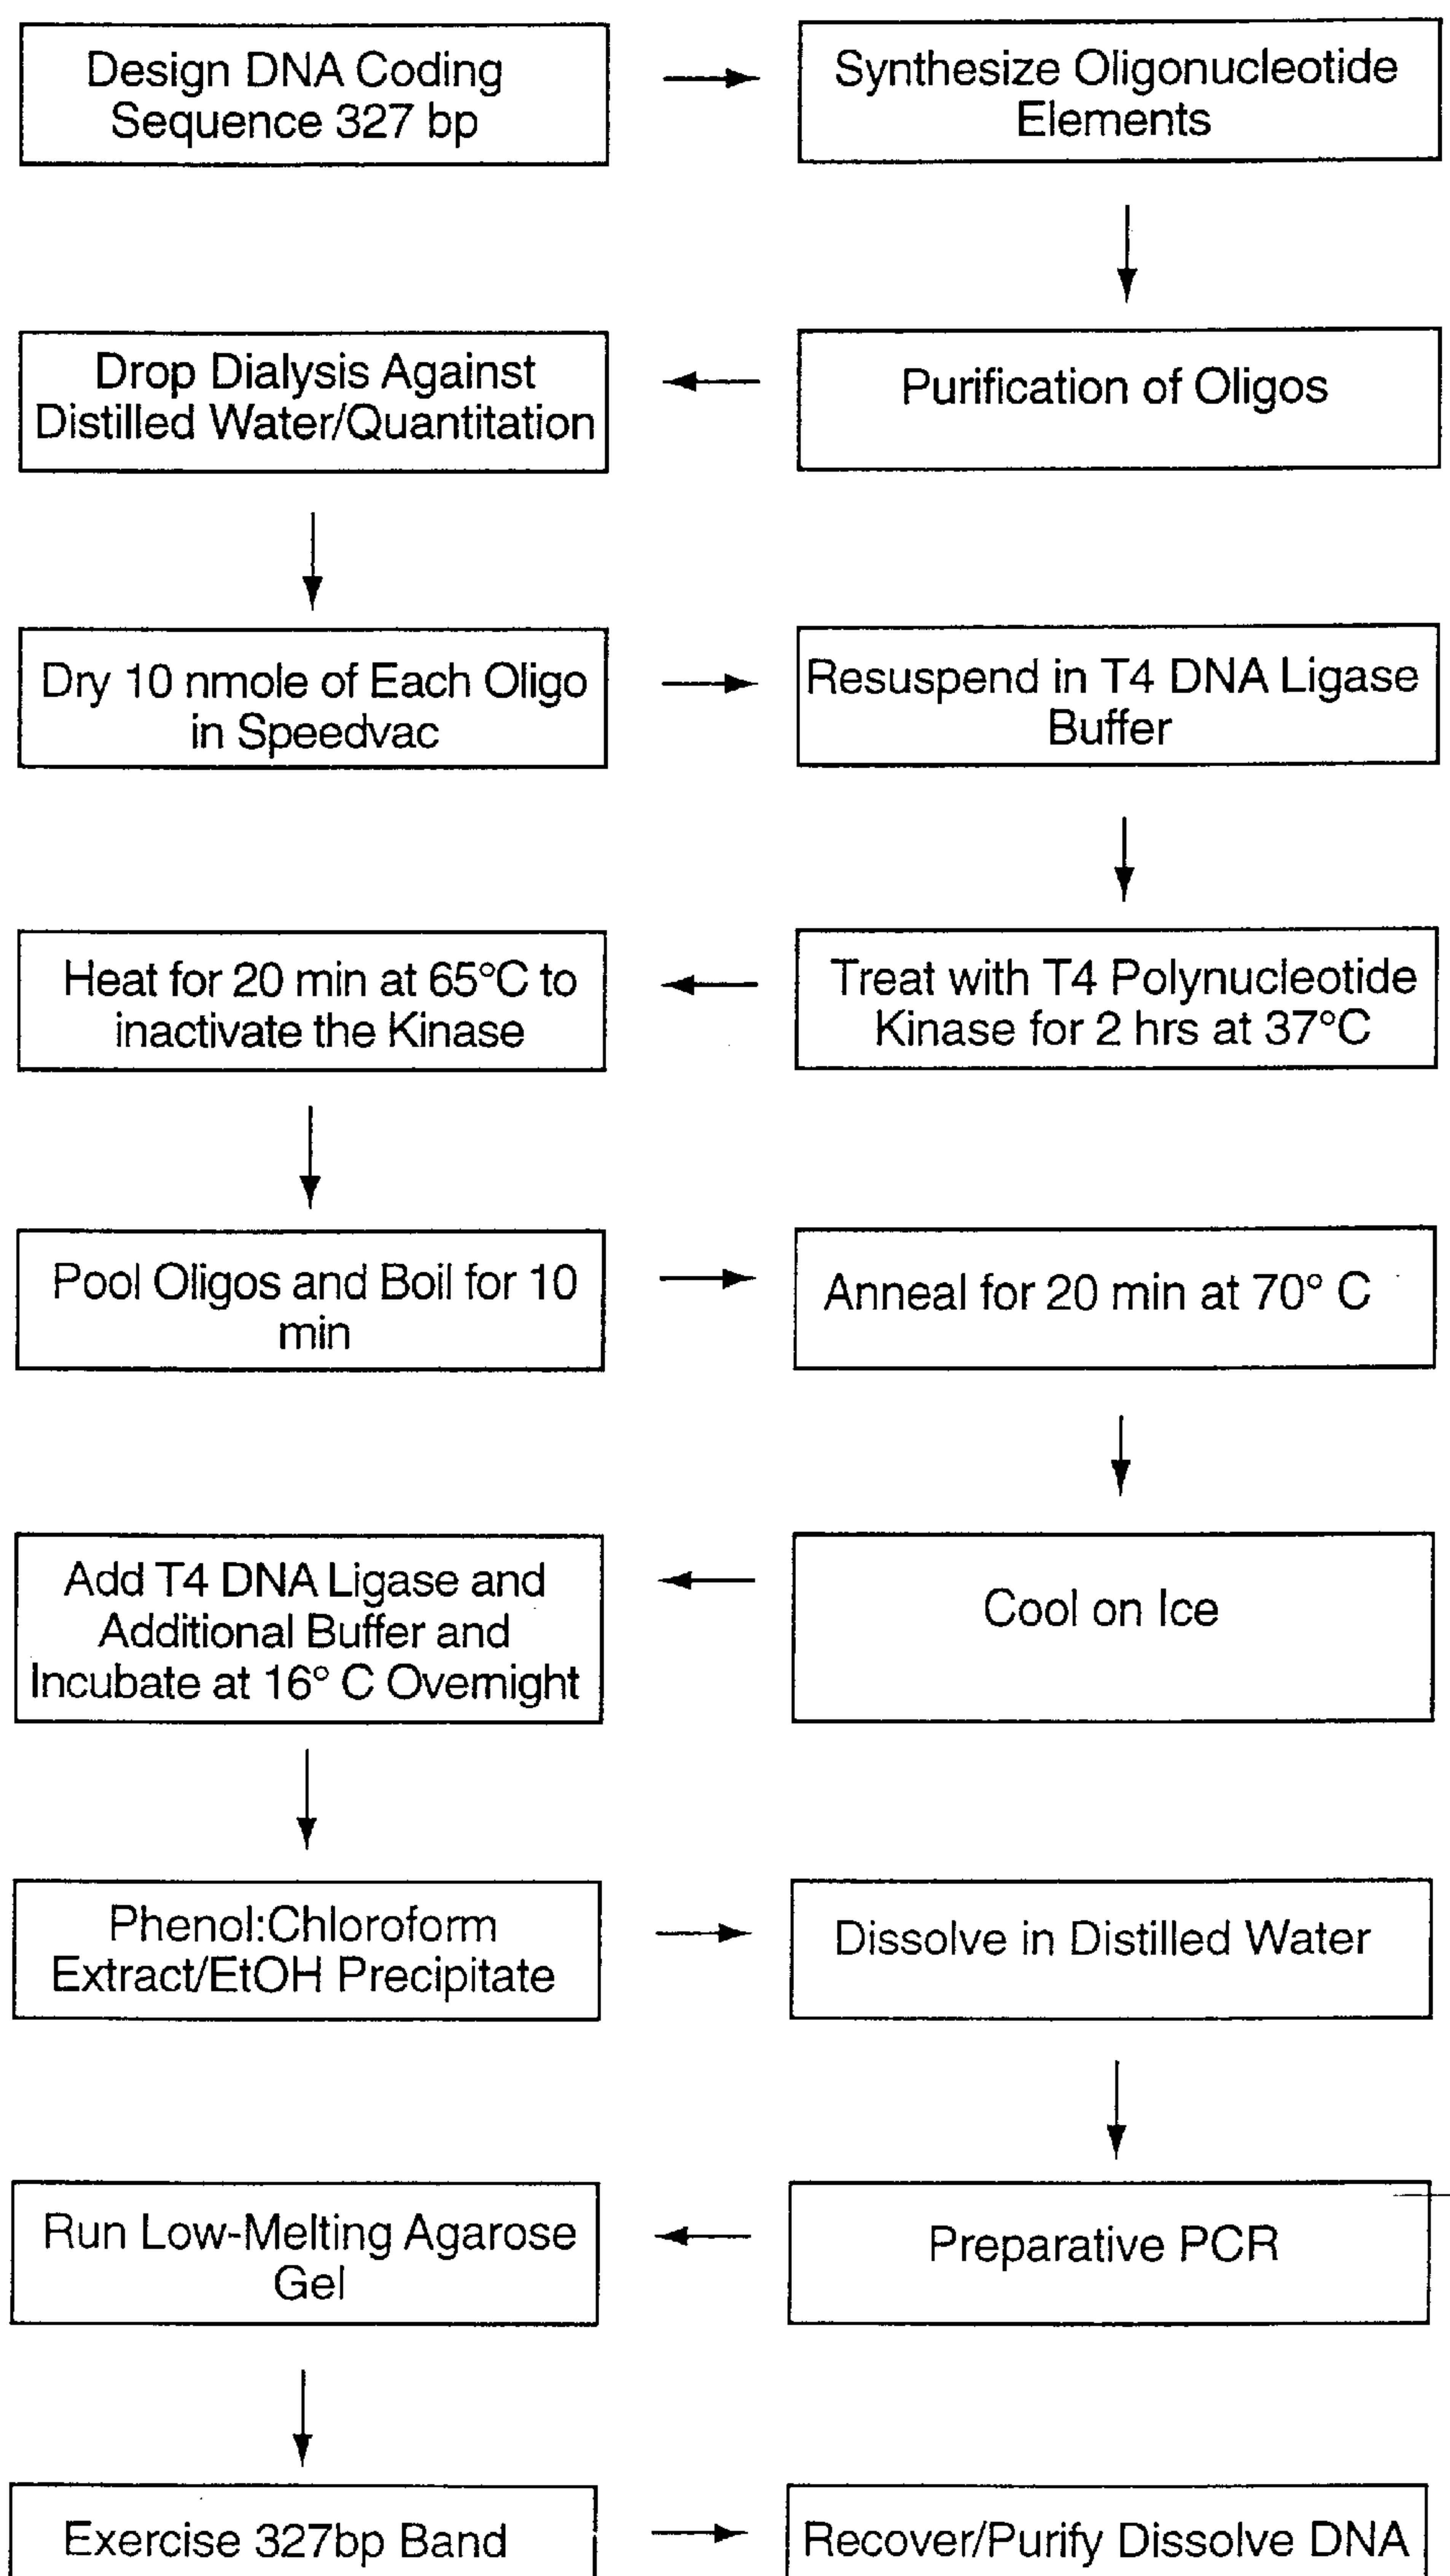 Design DNA Coding
Sequence 327 bp
Synthesize Oligonucleotide
Elements
Purification of Oligos
Drop Dialysis Against
Distilled Water/Quantitation
Dry 10 nmole of Each Oligo
in Speedvac
Resuspend in T4 DNA Ligase
Buffer
Treat with T4 Polynucleotide
Kinase for 2 hrs at 37°C
Heat for 20 min at 65°C to
inactivate the Kinase
Pool Oligos and Boil for 10
min
Anneal for 20 min at 70° C
Cool on Ice
Add T4 DNA Ligase and
Additional Buffer and
Incubate at 16° C Overnight
Phenol:Chloroform
Extract/EtOH Precipitate
Dissolve in Distilled Water
Preparative PCR
Run Low-Melting Agarose
Gel
Exercise 327bp Band
Recover/Purify Dissolve DNA